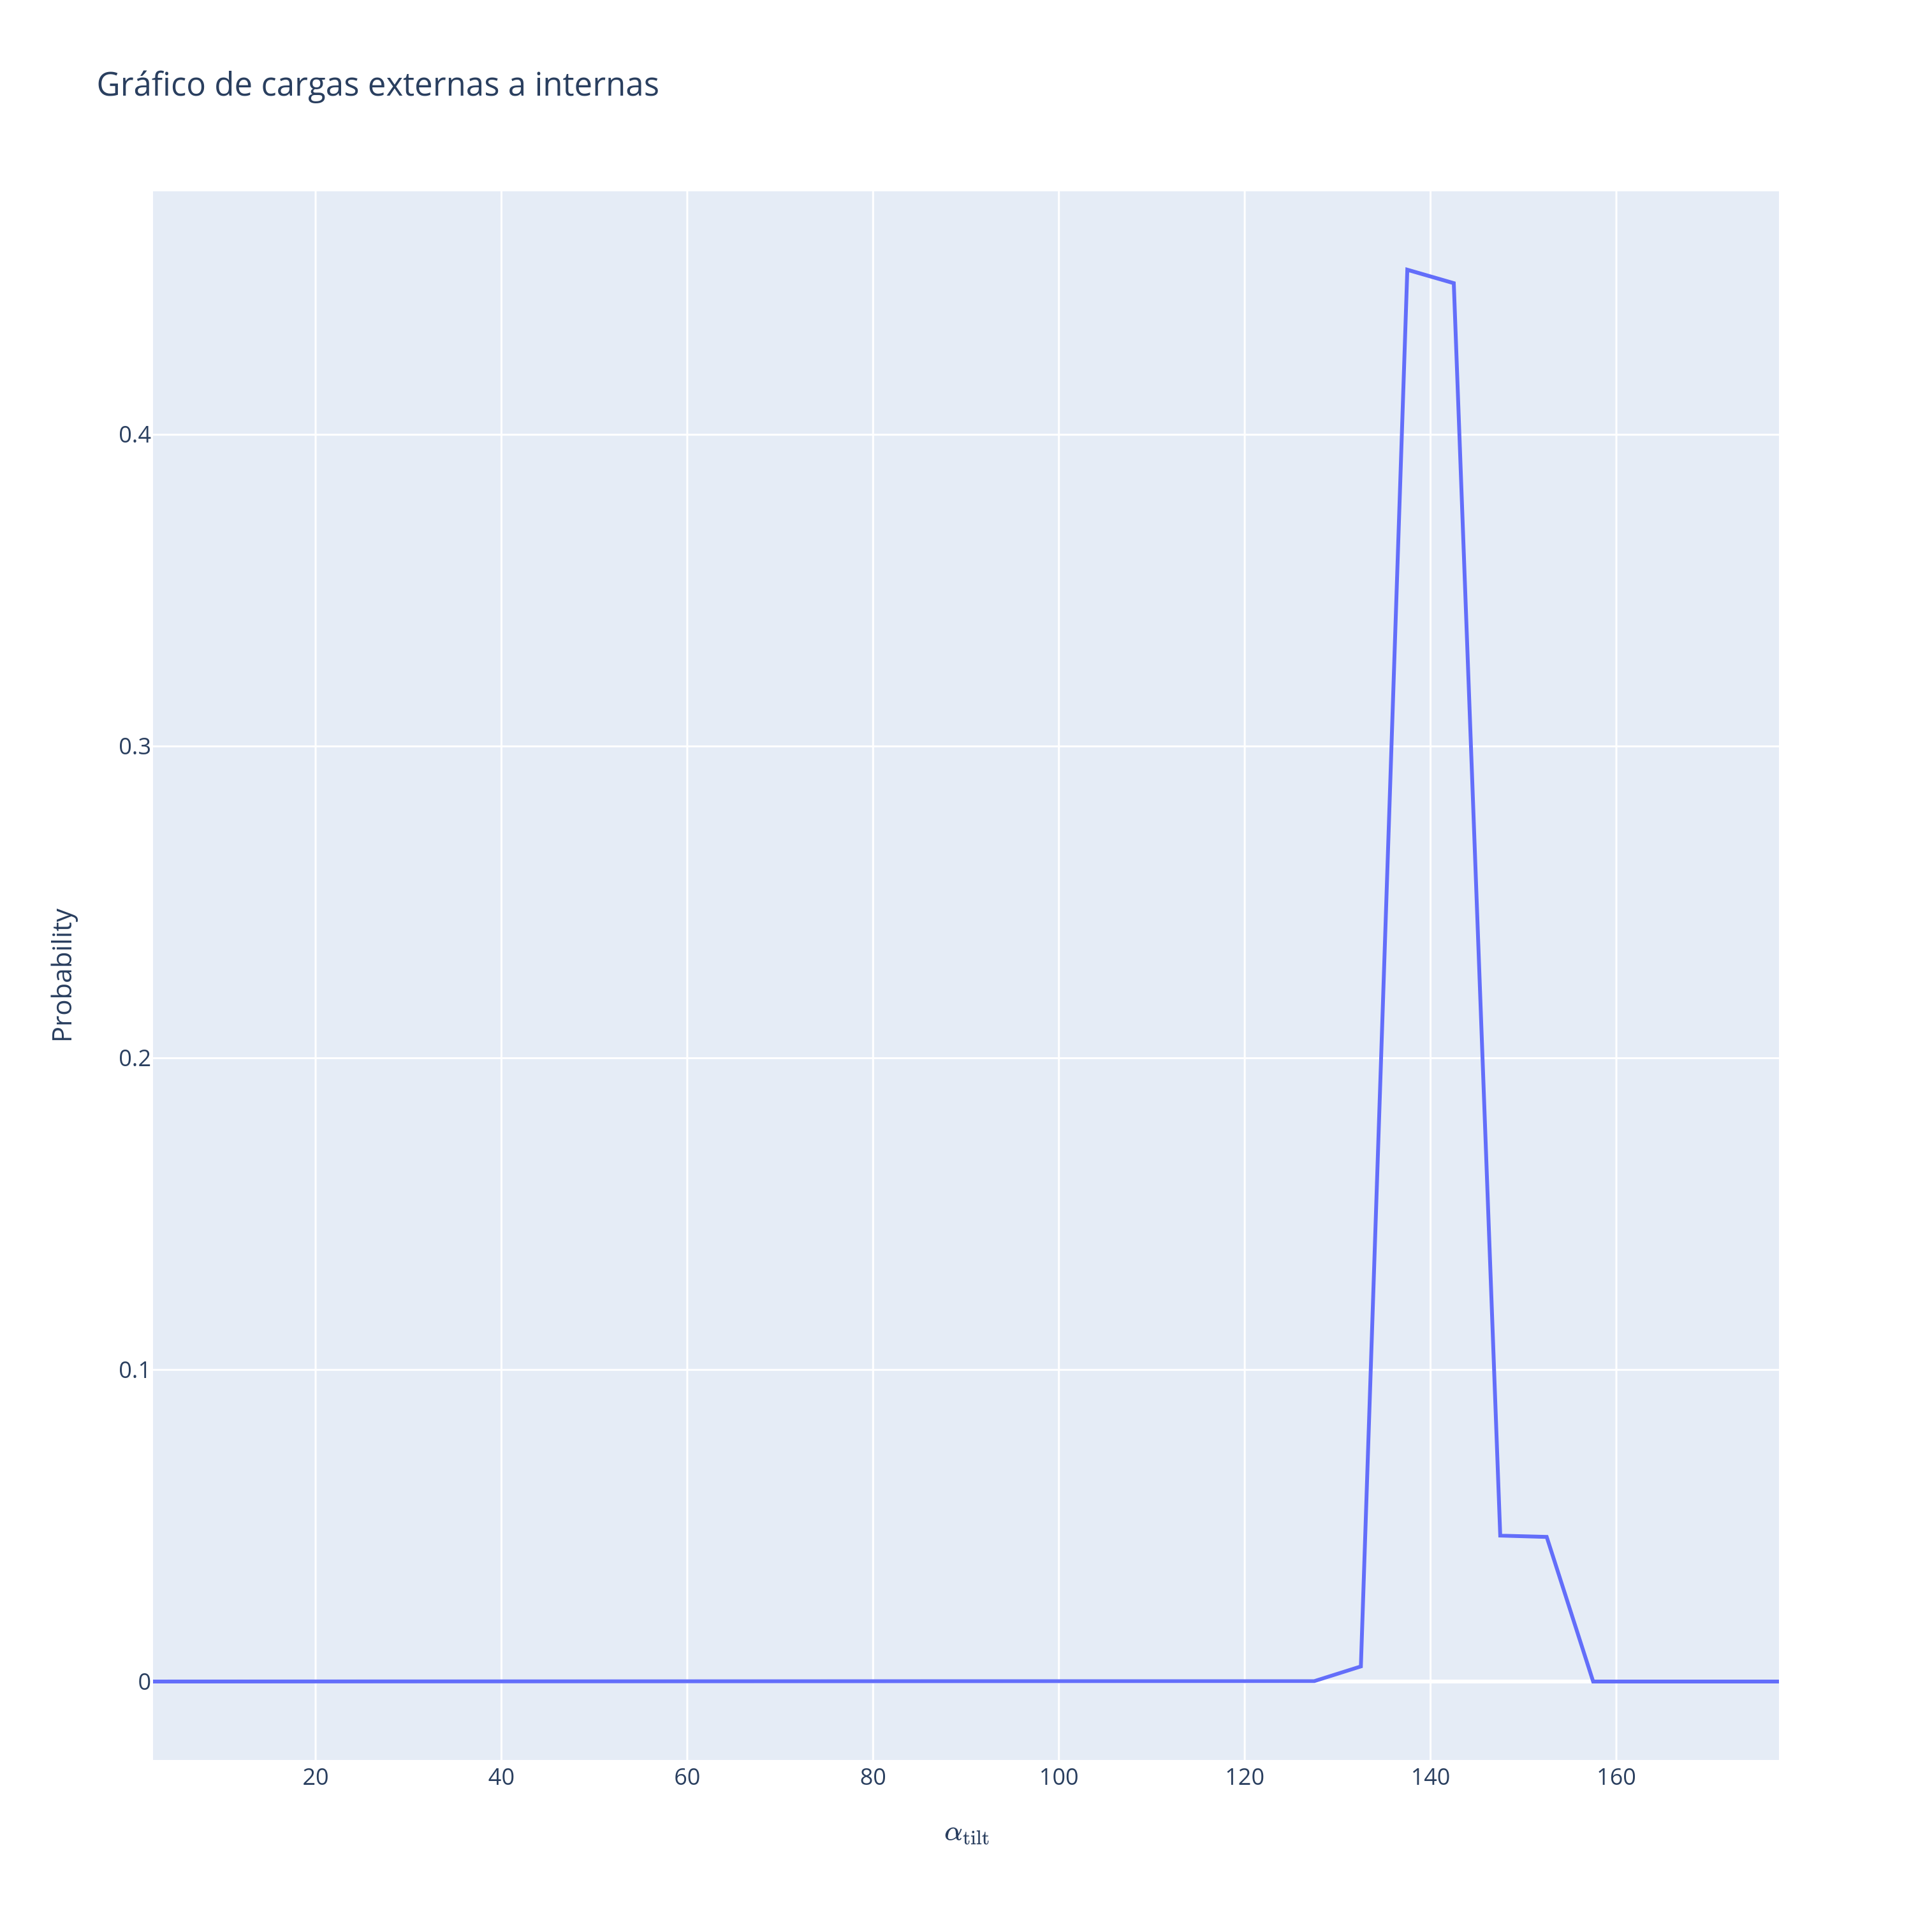 Gráfico de cargas externas a internas
0.4
0.3
0.2
0.1
0
Probability
20 40 60 80 100 120 140 160
α_tilt